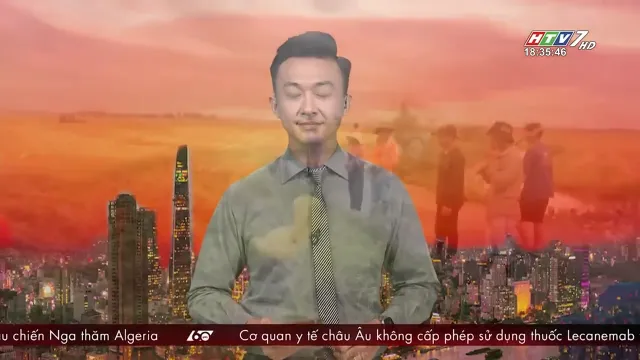 HTV7 HD
18:35:46
chiến Nga thăm Algeria
60
Cơ quan y tế châu Âu không cấp phép sử dụng thuốc Lecanemab